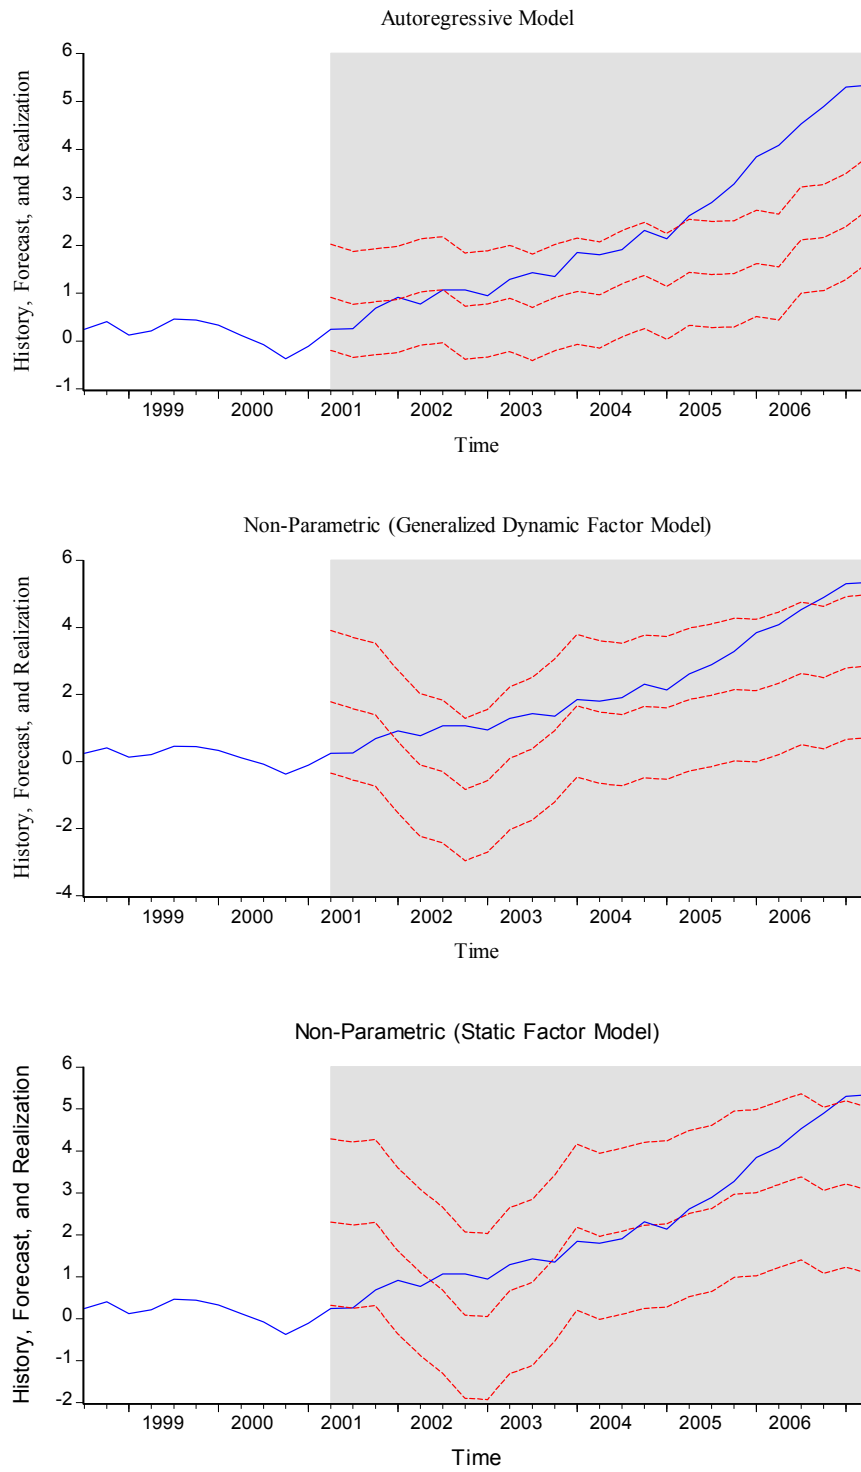 Autoregressive Model
History, Forecast, and Realization
6
5
4
3
2
1
0
-1
1999 2000 2001 2002 2003 2004 2005 2006
Time
Non-Parametric (Generalized Dynamic Factor Model)
History, Forecast, and Realization
6
4
2
0
-2
-4
1999 2000 2001 2002 2003 2004 2005 2006
Time
Non-Parametric (Static Factor Model)
History, Forecast, and Realization
6
5
4
3
2
1
0
-1
-2
1999 2000 2001 2002 2003 2004 2005 2006
Time